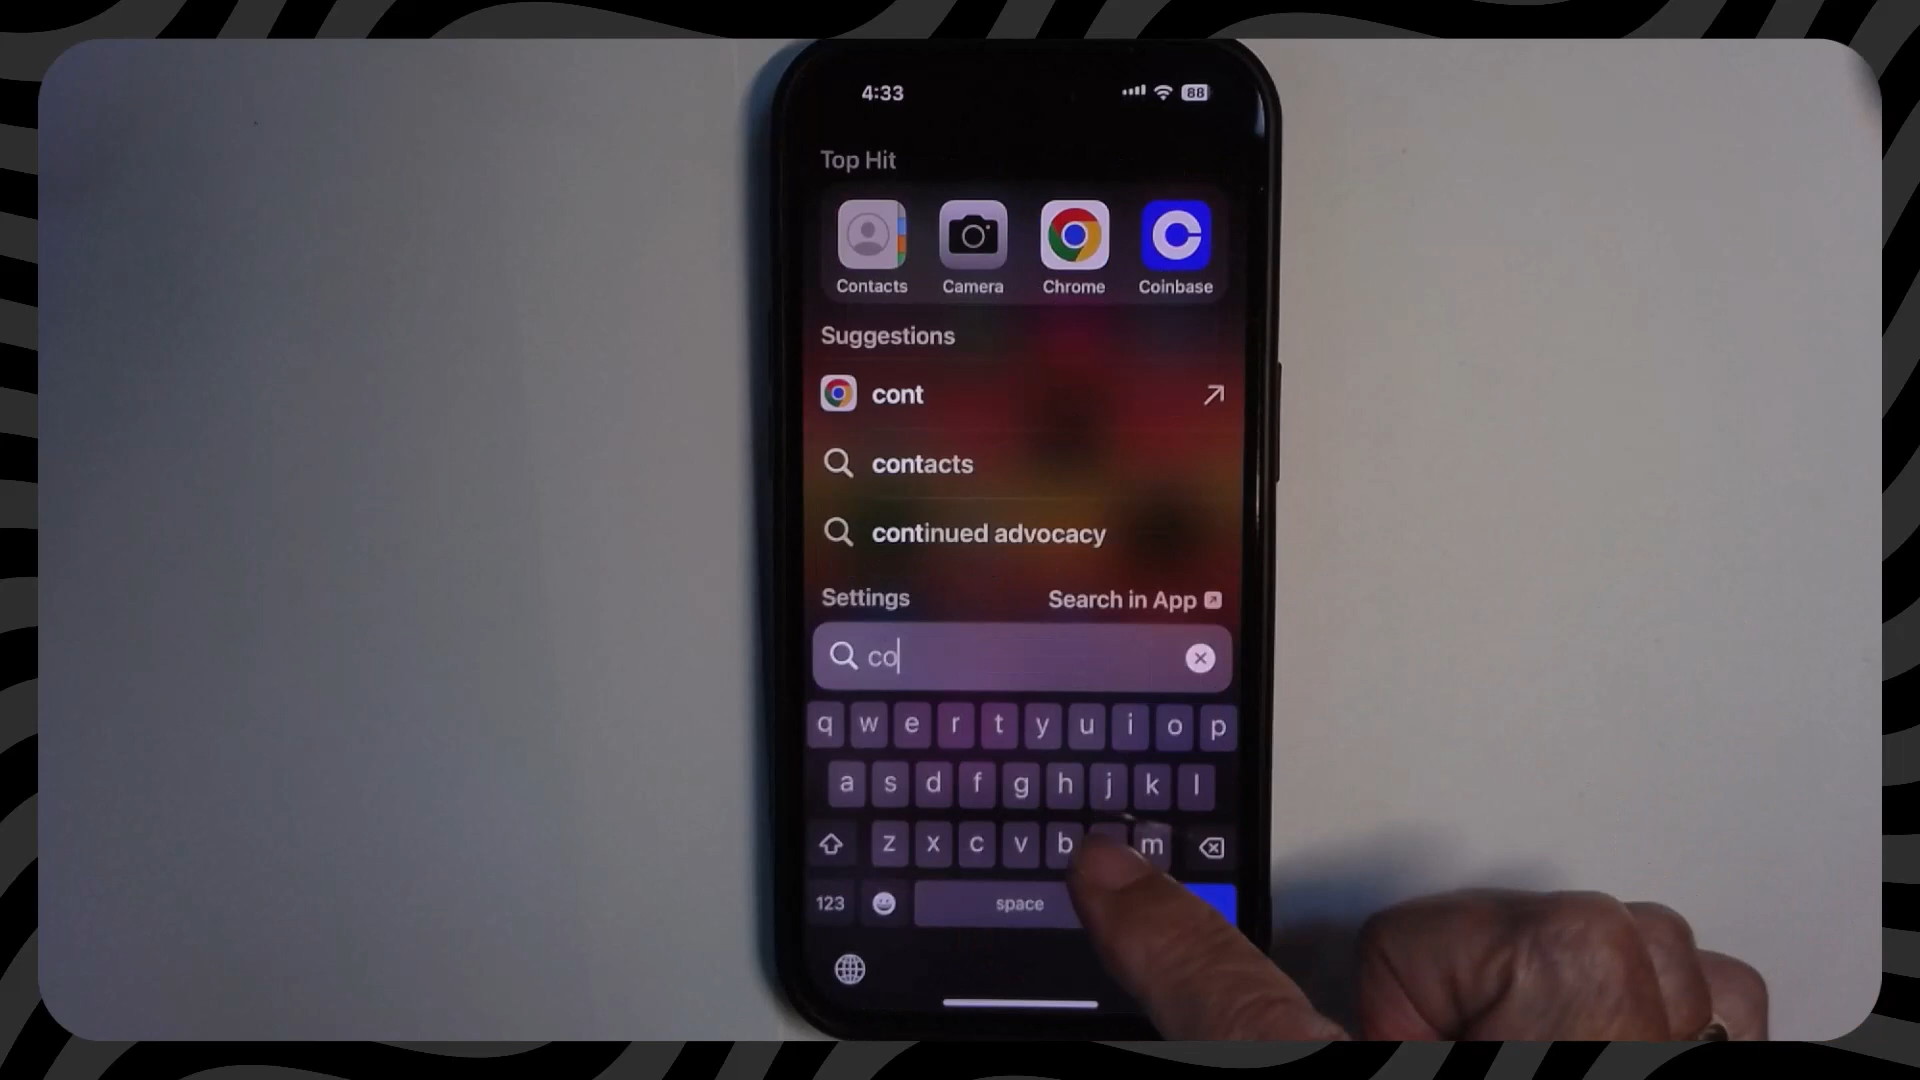 4:33
88
Top Hit
Contacts Camera Chrome Coinbase
Suggestions
cont
contacts
continued advocacy
Settings Search in App
co
q w e r t y u i o p
a s d f g h j k l
z x c v b m
123 space